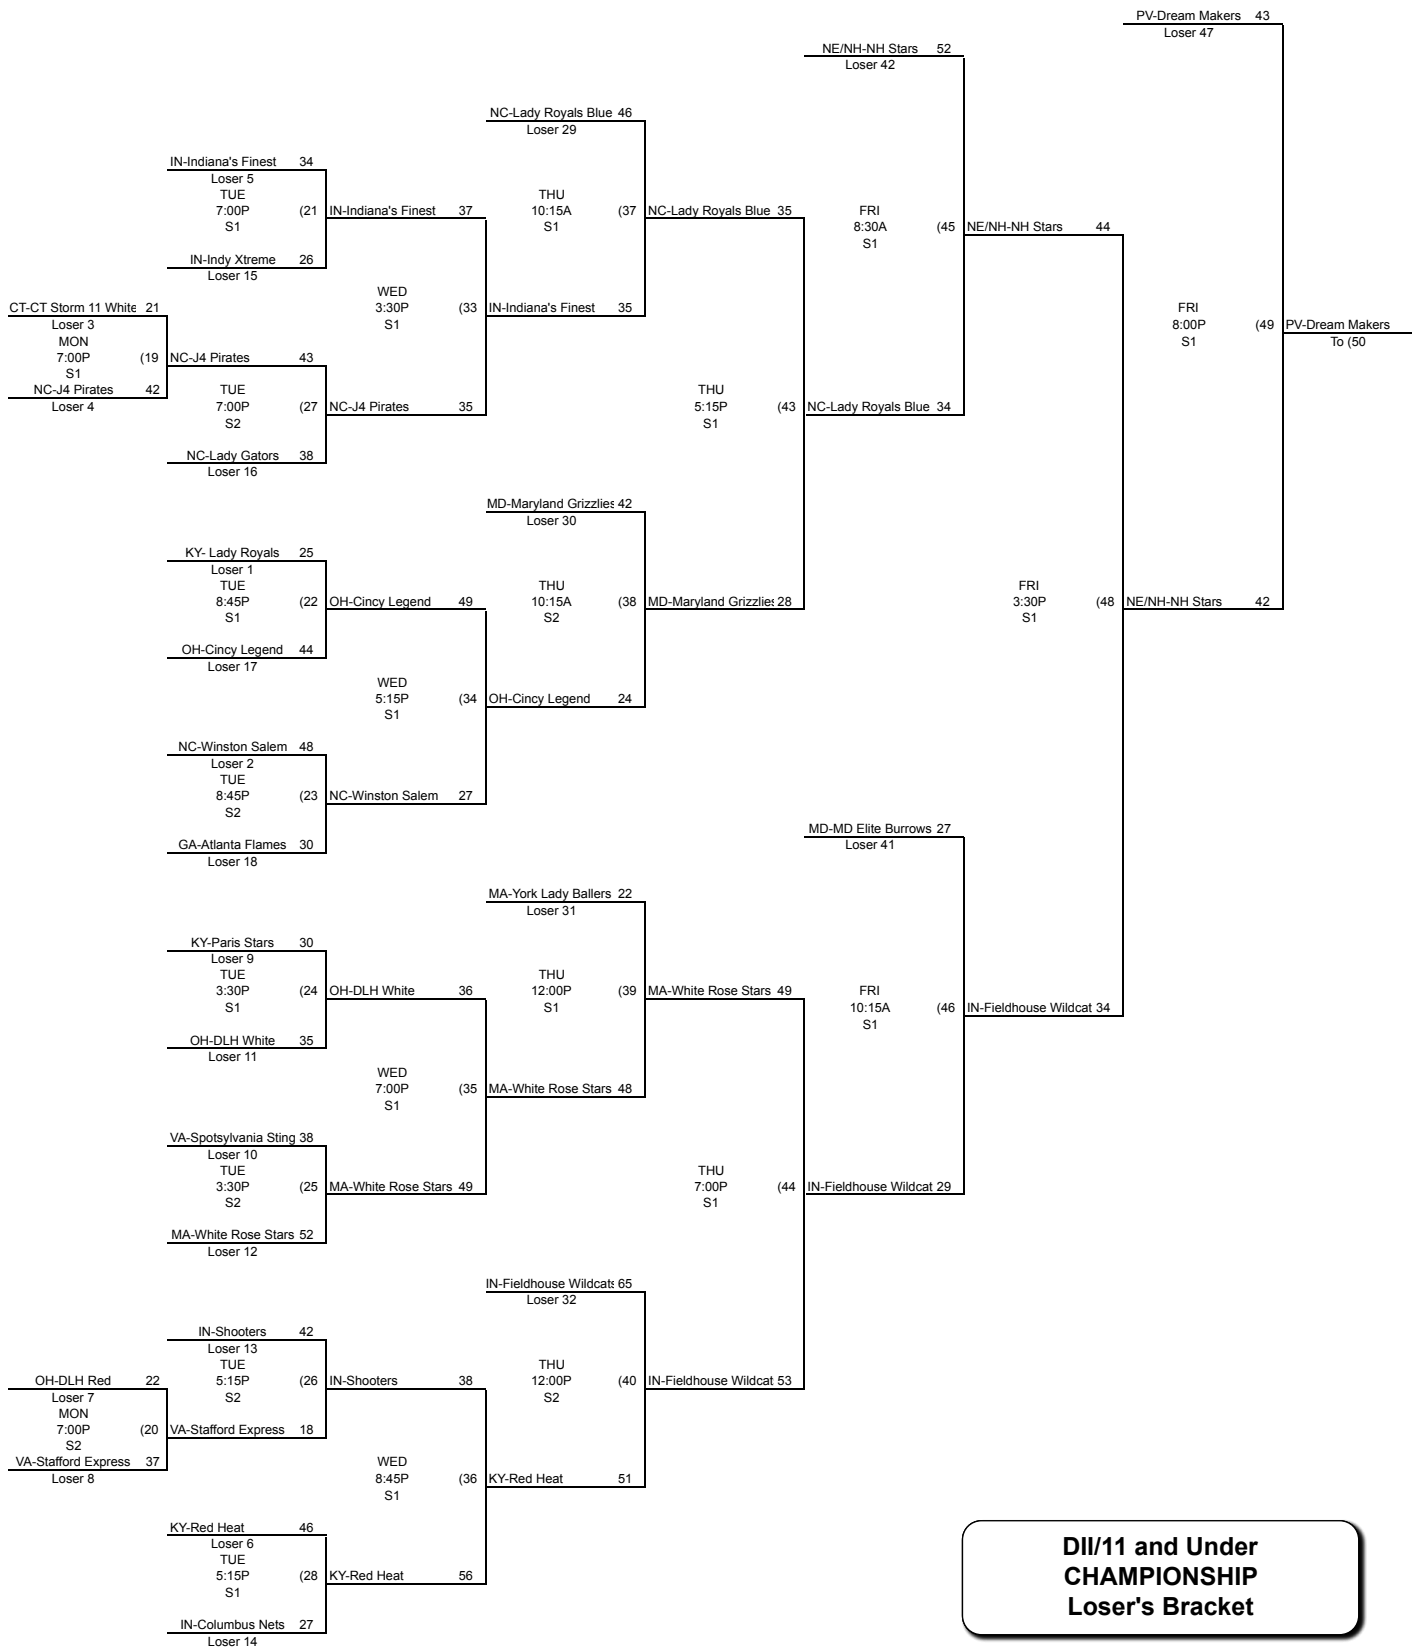 PV-Dream Makers 43
Loser 47
NE/NH-NH Stars 52
Loser 42
NC-Lady Royals Blue 46
Loser 29
IN-Indiana's Finest 34
Loser 5
TUE
7:00P (21
S1
IN-Indiana's Finest 37
THU
10:15A (37
S1
NC-Lady Royals Blue 35
FRI
8:30A (45
S1
NE/NH-NH Stars 44
IN-Indy Xtreme 26
Loser 15
WED
3:30P (33
S1
IN-Indiana's Finest 35
FRI
8:00P (49
S1
PV-Dream Makers
To (50
CT-CT Storm 11 White 21
Loser 3
MON
7:00P (19
S1
NC-J4 Pirates 43
NC-J4 Pirates 42
Loser 4
TUE
7:00P (27
S2
NC-J4 Pirates 35
THU
5:15P (43
S1
NC-Lady Royals Blue 34
NC-Lady Gators 38
Loser 16
MD-Maryland Grizzlies 42
Loser 30
KY- Lady Royals 25
Loser 1
TUE
8:45P (22
S1
OH-Cincy Legend 49
THU
10:15A (38
S2
MD-Maryland Grizzlies 28
FRI
3:30P (48
S1
NE/NH-NH Stars 42
OH-Cincy Legend 44
Loser 17
WED
5:15P (34
S1
OH-Cincy Legend 24
NC-Winston Salem 48
Loser 2
TUE
8:45P (23
S2
NC-Winston Salem 27
GA-Atlanta Flames 30
Loser 18
MD-MD Elite Burrows 27
Loser 41
MA-York Lady Ballers 22
Loser 31
KY-Paris Stars 30
Loser 9
TUE
3:30P (24
S1
OH-DLH White 36
THU
12:00P (39
S1
MA-White Rose Stars 49
FRI
10:15A (46
S1
IN-Fieldhouse Wildcat 34
OH-DLH White 35
Loser 11
WED
7:00P (35
S1
MA-White Rose Stars 48
VA-Spotsylvania Sting 38
Loser 10
TUE
3:30P (25
S2
MA-White Rose Stars 49
THU
7:00P (44
S1
IN-Fieldhouse Wildcat 29
MA-White Rose Stars 52
Loser 12
IN-Fieldhouse Wildcats 65
Loser 32
IN-Shooters 42
Loser 13
TUE
5:15P (26
S2
IN-Shooters 38
THU
12:00P (40
S2
IN-Fieldhouse Wildcat 53
OH-DLH Red 22
Loser 7
MON
7:00P (20
S2
VA-Stafford Express 18
VA-Stafford Express 37
Loser 8
WED
8:45P (36
S1
KY-Red Heat 51
KY-Red Heat 46
Loser 6
TUE
5:15P (28
S1
KY-Red Heat 56
IN-Columbus Nets 27
Loser 14
DII/11 and Under
CHAMPIONSHIP
Loser's Bracket